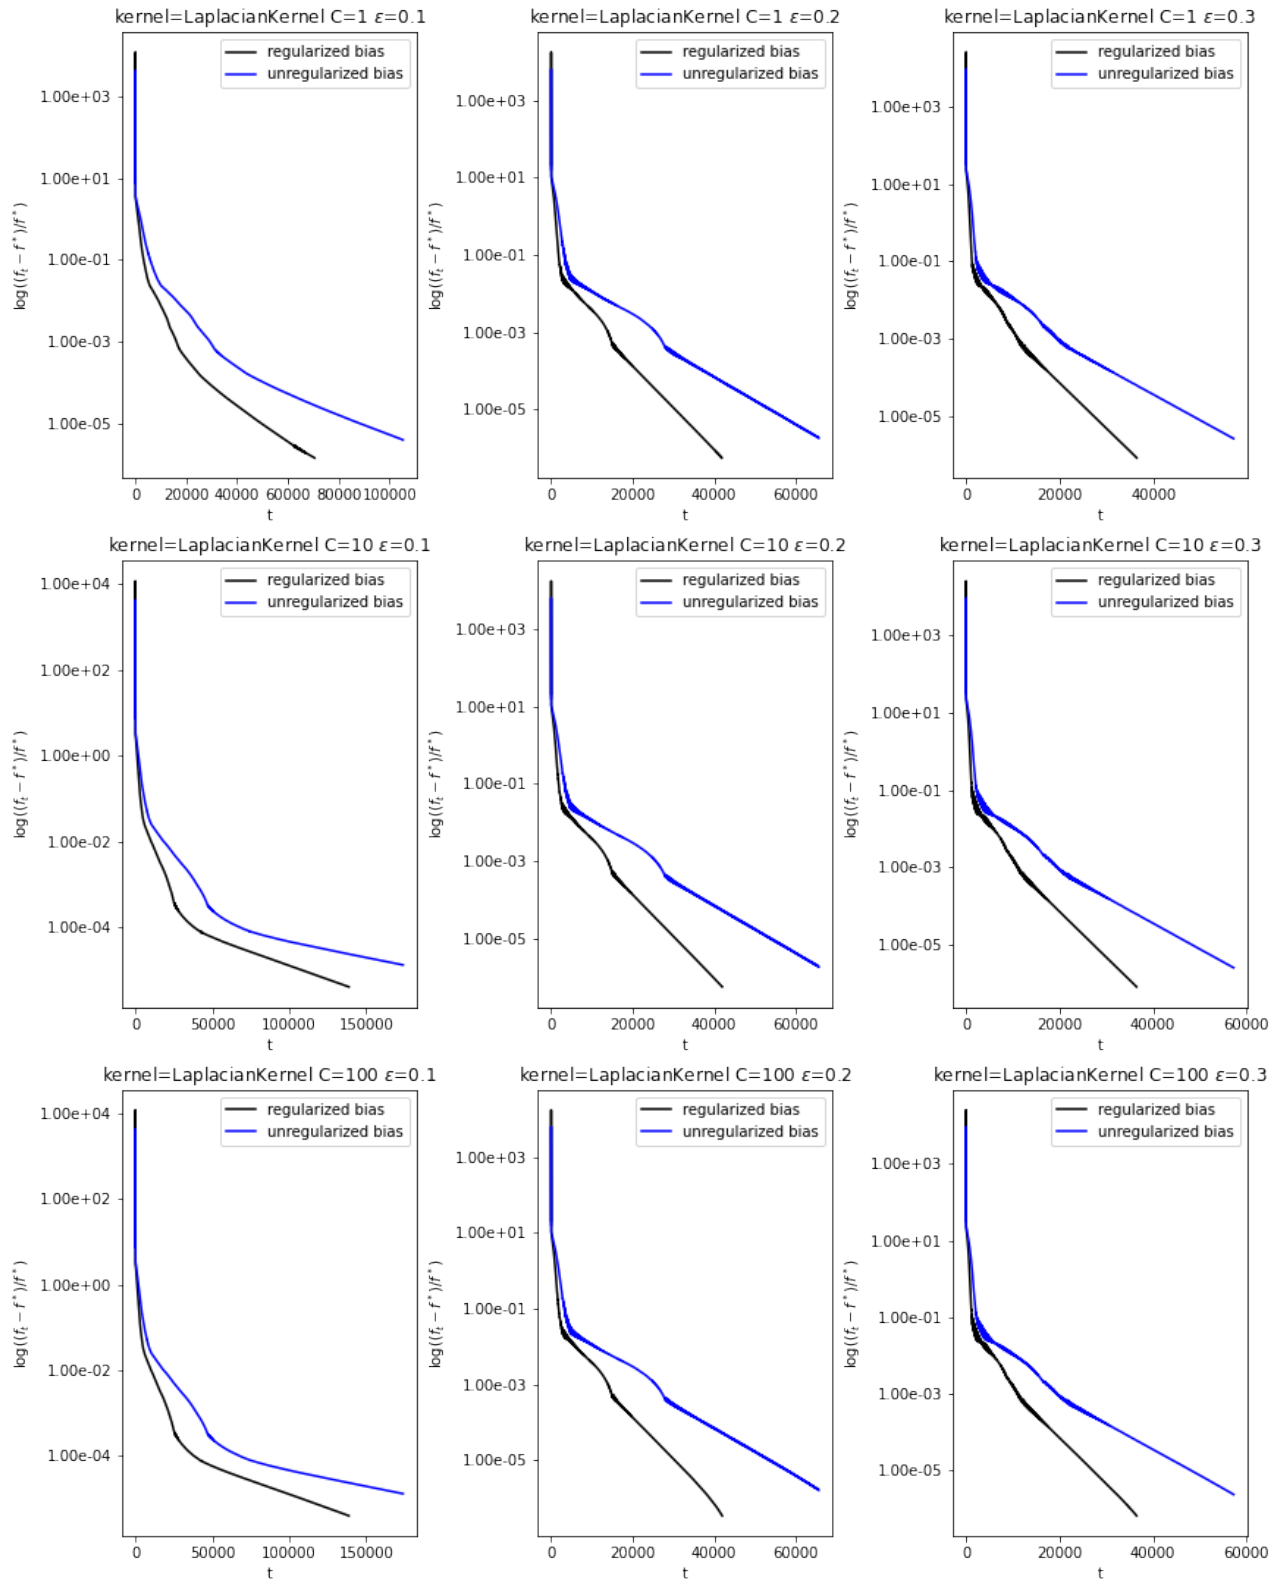 kernel=LaplacianKernel C=1 ε=0.1
regularized bias
unregularized bias
1.00e+03
1.00e+01
1.00e-01
1.00e-03
1.00e-05
log((f_t − f*)/f*)
0 20000 40000 60000 80000 100000
t
kernel=LaplacianKernel C=1 ε=0.2
regularized bias
unregularized bias
1.00e+03
1.00e+01
1.00e-01
1.00e-03
1.00e-05
log((f_t − f*)/f*)
0 20000 40000 60000
t
kernel=LaplacianKernel C=1 ε=0.3
regularized bias
unregularized bias
1.00e+03
1.00e+01
1.00e-01
1.00e-03
1.00e-05
log((f_t − f*)/f*)
0 20000 40000
t
kernel=LaplacianKernel C=10 ε=0.1
regularized bias
unregularized bias
1.00e+04
1.00e+02
1.00e+00
1.00e-02
1.00e-04
log((f_t − f*)/f*)
0 50000 100000 150000
t
kernel=LaplacianKernel C=10 ε=0.2
regularized bias
unregularized bias
1.00e+03
1.00e+01
1.00e-01
1.00e-03
1.00e-05
log((f_t − f*)/f*)
0 20000 40000 60000
t
kernel=LaplacianKernel C=10 ε=0.3
regularized bias
unregularized bias
1.00e+03
1.00e+01
1.00e-01
1.00e-03
1.00e-05
log((f_t − f*)/f*)
0 20000 40000 60000
t
kernel=LaplacianKernel C=100 ε=0.1
regularized bias
unregularized bias
1.00e+04
1.00e+02
1.00e+00
1.00e-02
1.00e-04
log((f_t − f*)/f*)
0 50000 100000 150000
t
kernel=LaplacianKernel C=100 ε=0.2
regularized bias
unregularized bias
1.00e+03
1.00e+01
1.00e-01
1.00e-03
1.00e-05
log((f_t − f*)/f*)
0 20000 40000 60000
t
kernel=LaplacianKernel C=100 ε=0.3
regularized bias
unregularized bias
1.00e+03
1.00e+01
1.00e-01
1.00e-03
1.00e-05
log((f_t − f*)/f*)
0 20000 40000 60000
t